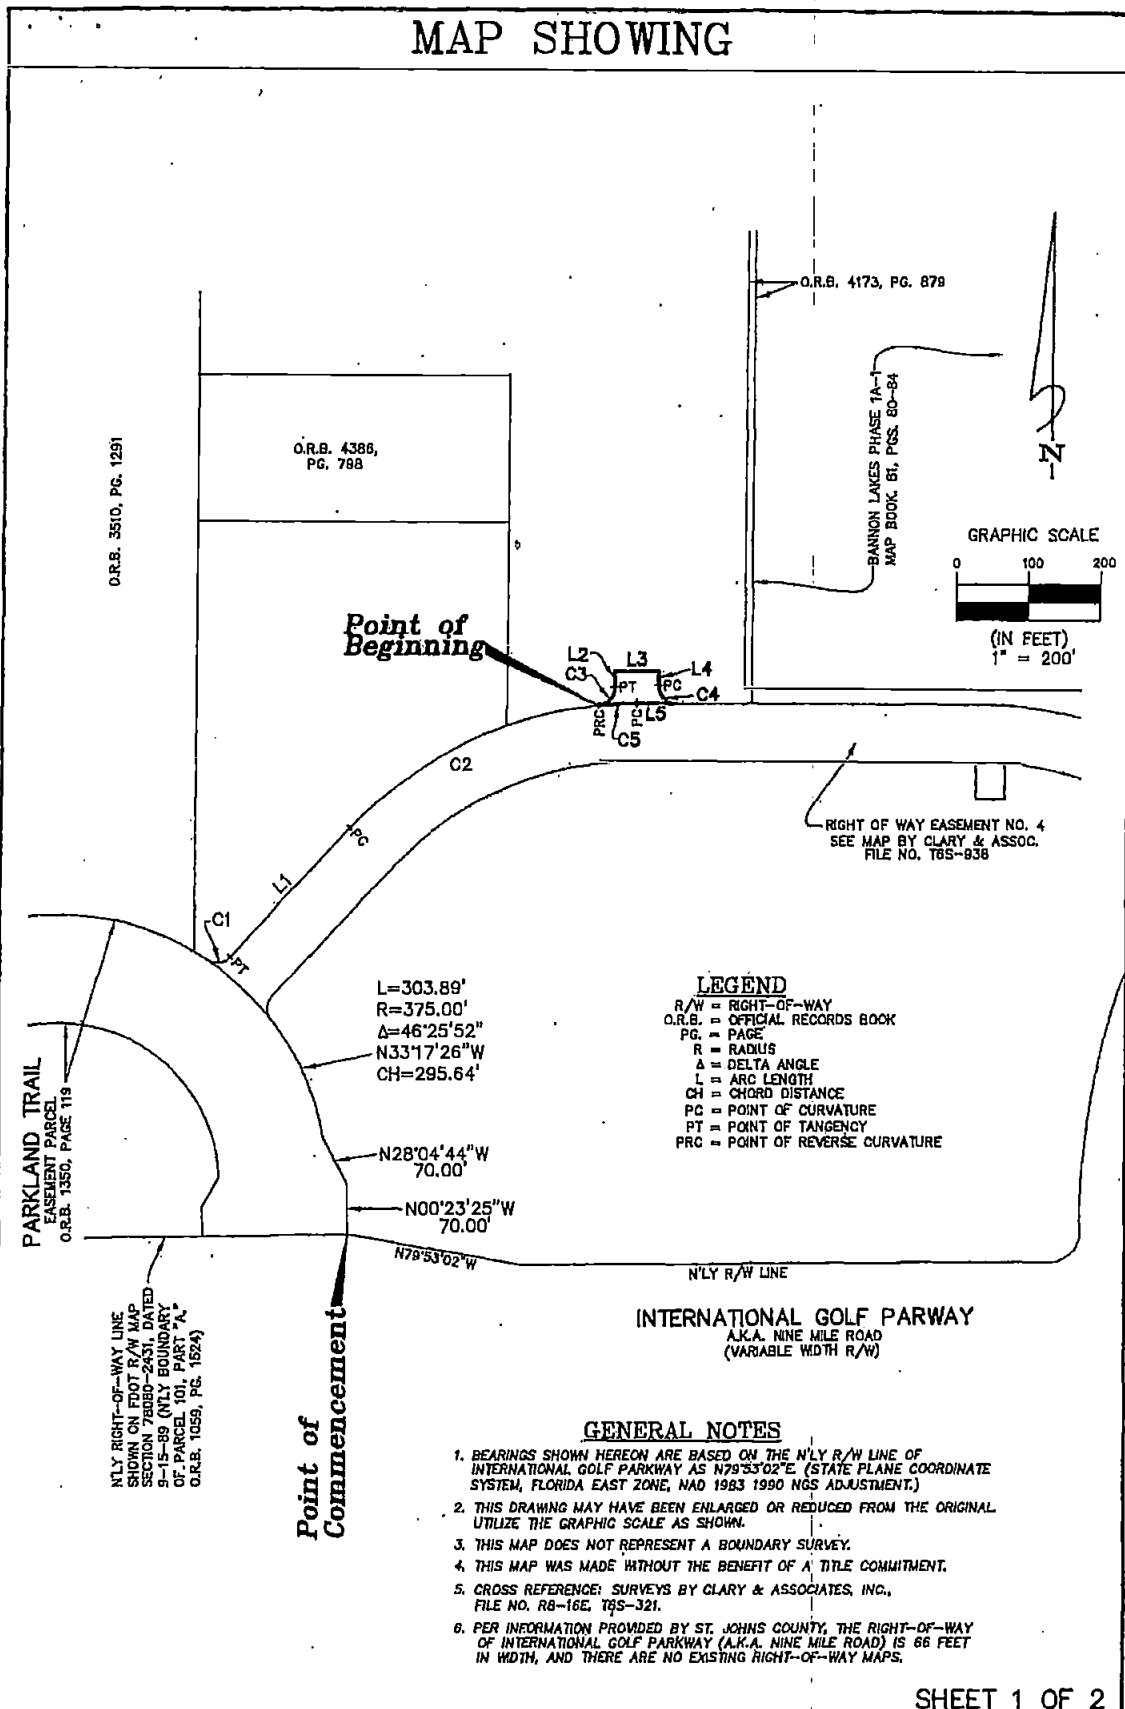 MAP SHOWING
O.R.B. 4173, PG. 879
BANNON LAKES PHASE 1A-1
MAP BOOK 81, PGS. 80-84
N
O.R.B. 3510, PG. 1291
O.R.B. 4386,
PG. 798
GRAPHIC SCALE
0 100 200
(IN FEET)
1" = 200'
Point of
Beginning
L2
L3
L4
C3
PT
PC
C4
PRC
PC
L5
C5
C2
PC
L1
C1
PT
RIGHT OF WAY EASEMENT NO. 4
SEE MAP BY CLARY & ASSOC.
FILE NO. T8S-938
L=303.89'
R=375.00'
Δ=46°25'52"
N33°17'26"W
CH=295.64'
LEGEND
R/W = RIGHT-OF-WAY
O.R.B. = OFFICIAL RECORDS BOOK
PG. = PAGE
R = RADIUS
Δ = DELTA ANGLE
L = ARC LENGTH
CH = CHORD DISTANCE
PC = POINT OF CURVATURE
PT = POINT OF TANGENCY
PRC = POINT OF REVERSE CURVATURE
PARKLAND TRAIL
EASEMENT PARCEL
O.R.B. 1350, PAGE 119
N28°04'44"W
70.00'
N00°23'25"W
70.00'
N79°53'02"W
N'LY R/W LINE
INTERNATIONAL GOLF PARWAY
A.K.A. NINE MILE ROAD
(VARIABLE WIDTH R/W)
N'LY RIGHT-OF-WAY LINE
SHOWN ON FDOT R/W MAP
SECTION 78080-2431, DATED
9-15-89 (N'LY BOUNDARY
OF PARCEL 101, PART "A,"
O.R.B. 1059, PG. 1624)
Point of
Commencement
GENERAL NOTES
1. BEARINGS SHOWN HEREON ARE BASED ON THE N'LY R/W LINE OF
INTERNATIONAL GOLF PARKWAY AS N79°53'02"E (STATE PLANE COORDINATE
SYSTEM, FLORIDA EAST ZONE, NAD 1983 1990 NGS ADJUSTMENT.)
2. THIS DRAWING MAY HAVE BEEN ENLARGED OR REDUCED FROM THE ORIGINAL.
UTILIZE THE GRAPHIC SCALE AS SHOWN.
3. THIS MAP DOES NOT REPRESENT A BOUNDARY SURVEY.
4. THIS MAP WAS MADE WITHOUT THE BENEFIT OF A TITLE COMMITMENT.
5. CROSS REFERENCE: SURVEYS BY CLARY & ASSOCIATES, INC.,
FILE NO. R8-16E, T8S-321.
6. PER INFORMATION PROVIDED BY ST. JOHNS COUNTY, THE RIGHT-OF-WAY
OF INTERNATIONAL GOLF PARKWAY (A.K.A. NINE MILE ROAD) IS 66 FEET
IN WIDTH, AND THERE ARE NO EXISTING RIGHT-OF-WAY MAPS.
SHEET 1 OF 2